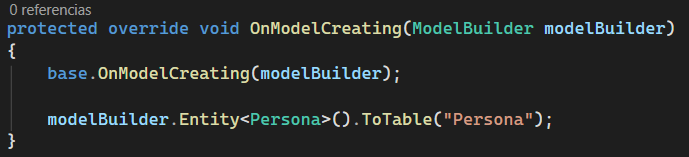 0 referencias
protected override void OnModelCreating(ModelBuilder modelBuilder)
{
    base.OnModelCreating(modelBuilder);
    modelBuilder.Entity<Persona>().ToTable("Persona");
}